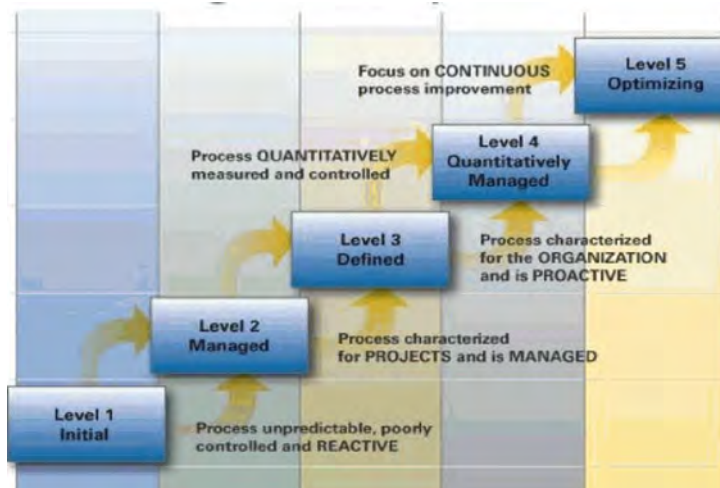 Level 5
Optimizing
Focus on CONTINUOUS
process improvement
Level 4
Quantitatively
Managed
Process QUANTITATIVELY
measured and controlled
Level 3
Defined
Process characterized
for the ORGANIZATION
and is PROACTIVE
Level 2
Managed
Process characterized
for PROJECTS and is MANAGED
Level 1
Initial
Process unpredictable, poorly
controlled and REACTIVE